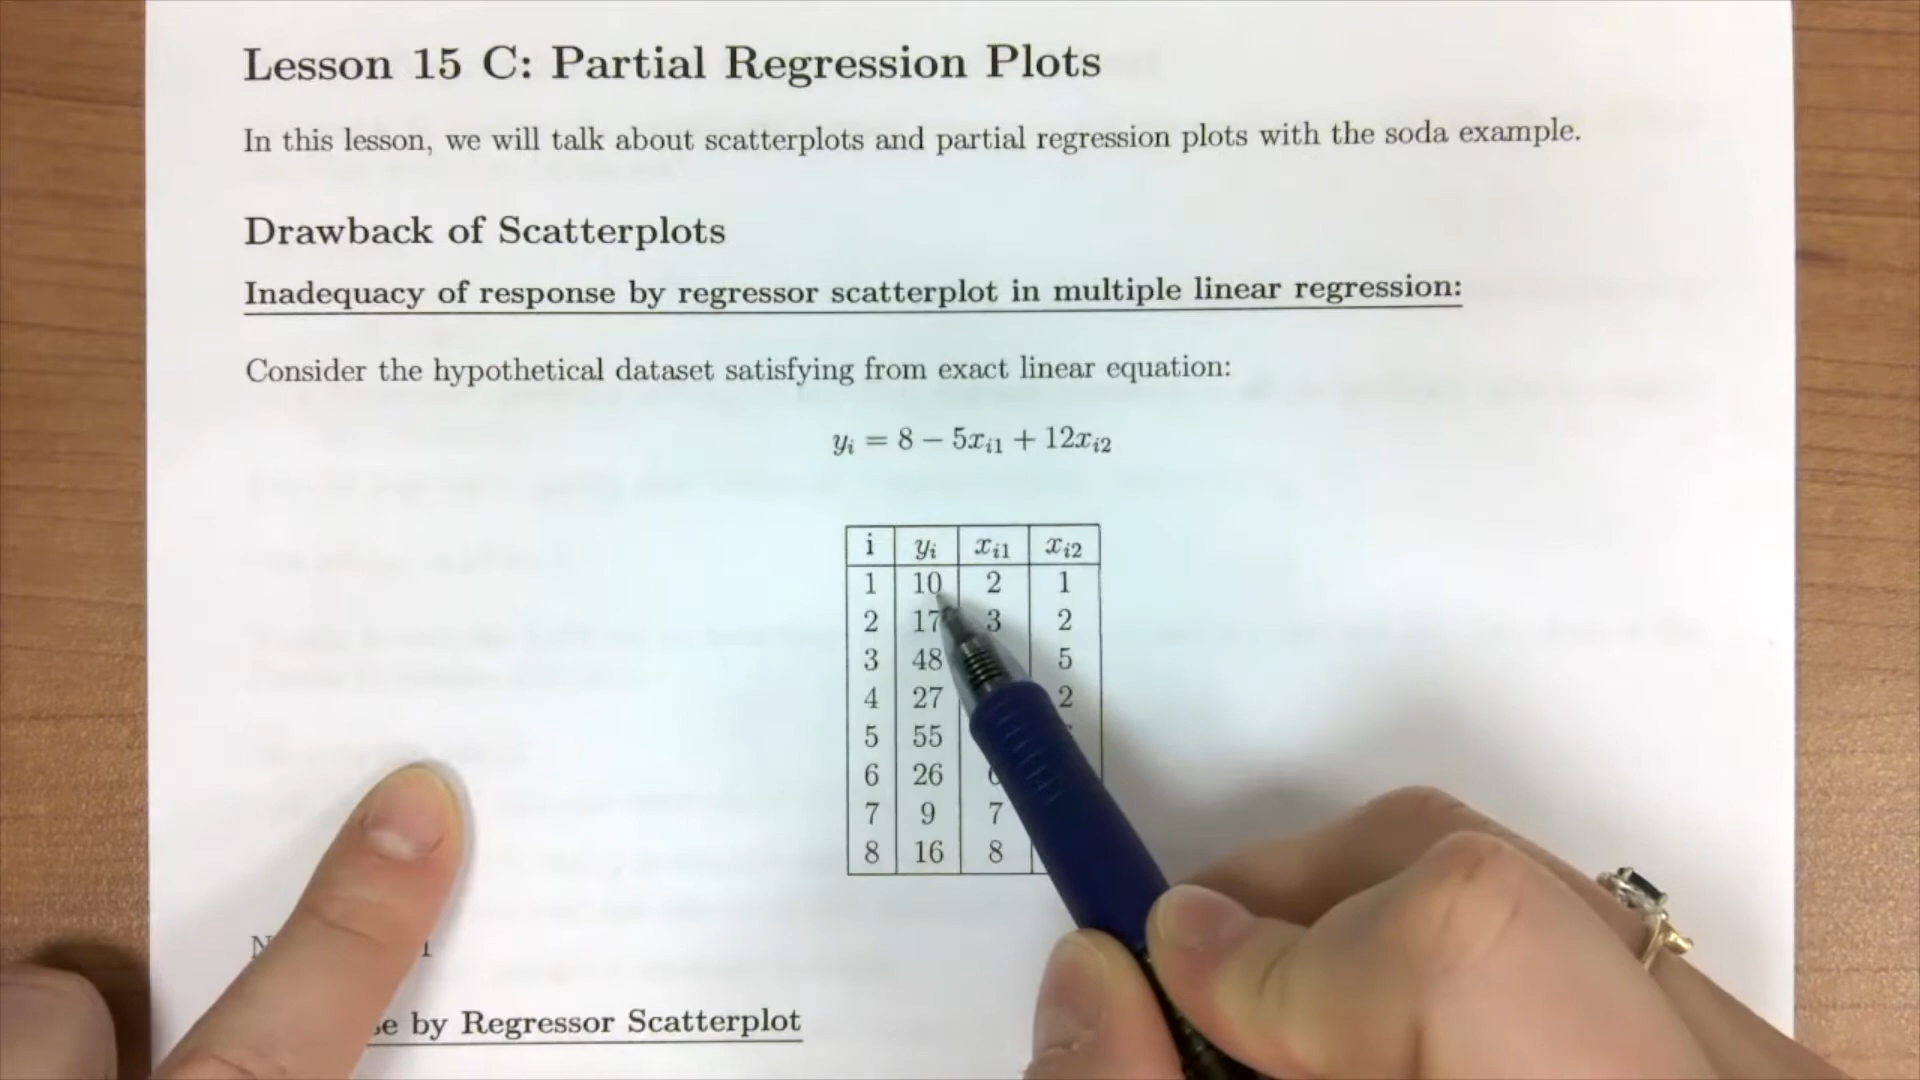 Lesson 15 C: Partial Regression Plots
In this lesson, we will talk about scatterplots and partial regression plots with the soda example.
Drawback of Scatterplots
Inadequacy of response by regressor scatterplot in multiple linear regression:
Consider the hypothetical dataset satisfying from exact linear equation:
yᵢ = 8 − 5xᵢ₁ + 12xᵢ₂
i yᵢ xᵢ₁ xᵢ₂
1 10 2 1
2 17 3 2
3 48 5
4 27 2
5 55
6 26
7 9 7
8 16 8
by Regressor Scatterplot